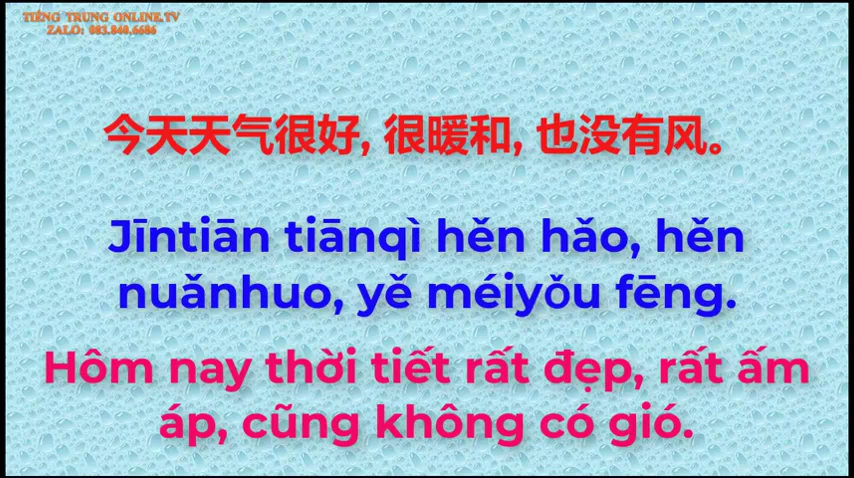 TIẾNG TRUNG ONLINE.TV
ZALO: 083.840.6686
今天天气很好, 很暖和, 也没有风。
Jīntiān tiānqì hěn hǎo, hěn
nuǎnhuo, yě méiyǒu fēng.
Hôm nay thời tiết rất đẹp, rất ấm
áp, cũng không có gió.